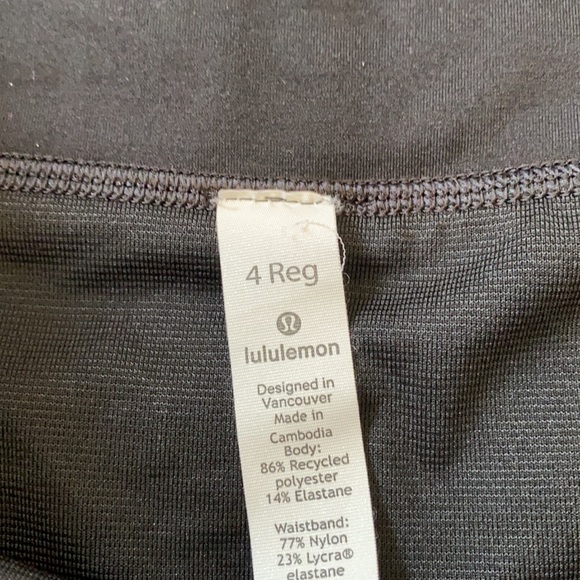 4 Reg
lululemon
Designed in
Vancouver
Made in
Cambodia
Body:
86% Recycled
polyester
14% Elastane
Waistband:
77% Nylon
23% Lycra®
elastane